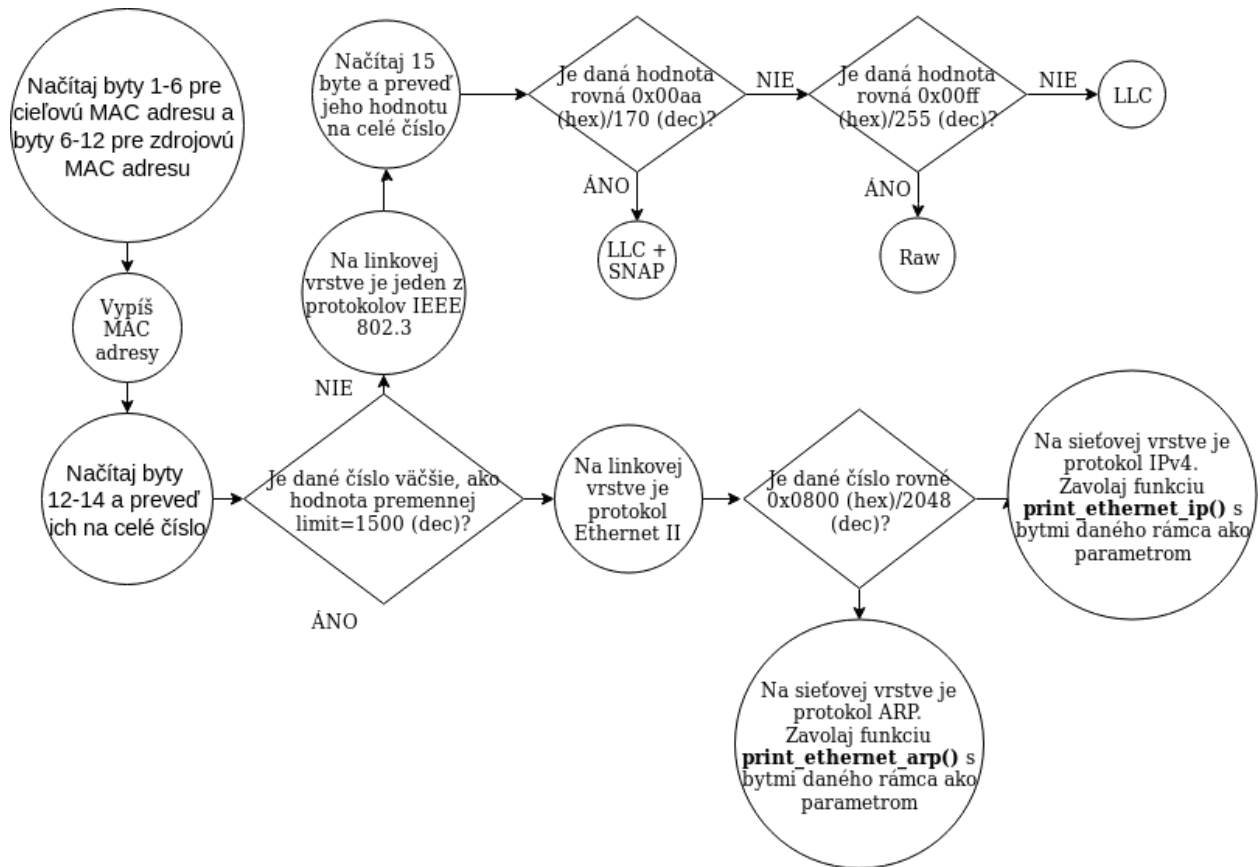 Načítaj byty 1-6 pre
cieľovú MAC adresu a
byty 6-12 pre zdrojovú
MAC adresu
Vypíš
MAC
adresy
Načítaj byty
12-14 a preveď
ich na celé číslo
Je dané číslo väčšie, ako
hodnota premennej
limit=1500 (dec)?
NIE
ÁNO
Na linkovej
vrstve je jeden z
protokolov IEEE
802.3
Načítaj 15
byte a preveď
jeho hodnotu
na celé číslo
Je daná hodnota
rovná 0x00aa
(hex)/170 (dec)?
NIE
ÁNO
LLC +
SNAP
Je daná hodnota
rovná 0x00ff
(hex)/255 (dec)?
NIE
ÁNO
Raw
LLC
Na linkovej
vrstve je
protokol
Ethernet II
Je dané číslo rovné
0x0800 (hex)/2048
(dec)?
Na sieťovej vrstve je
protokol IPv4.
Zavolaj funkciu
print_ethernet_ip() s
bytmi daného rámca ako
parametrom
Na sieťovej vrstve je
protokol ARP.
Zavolaj funkciu
print_ethernet_arp() s
bytmi daného rámca ako
parametrom